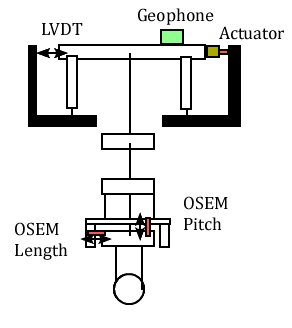 Geophone
LVDT
Actuator
OSEM
Pitch
OSEM
Length